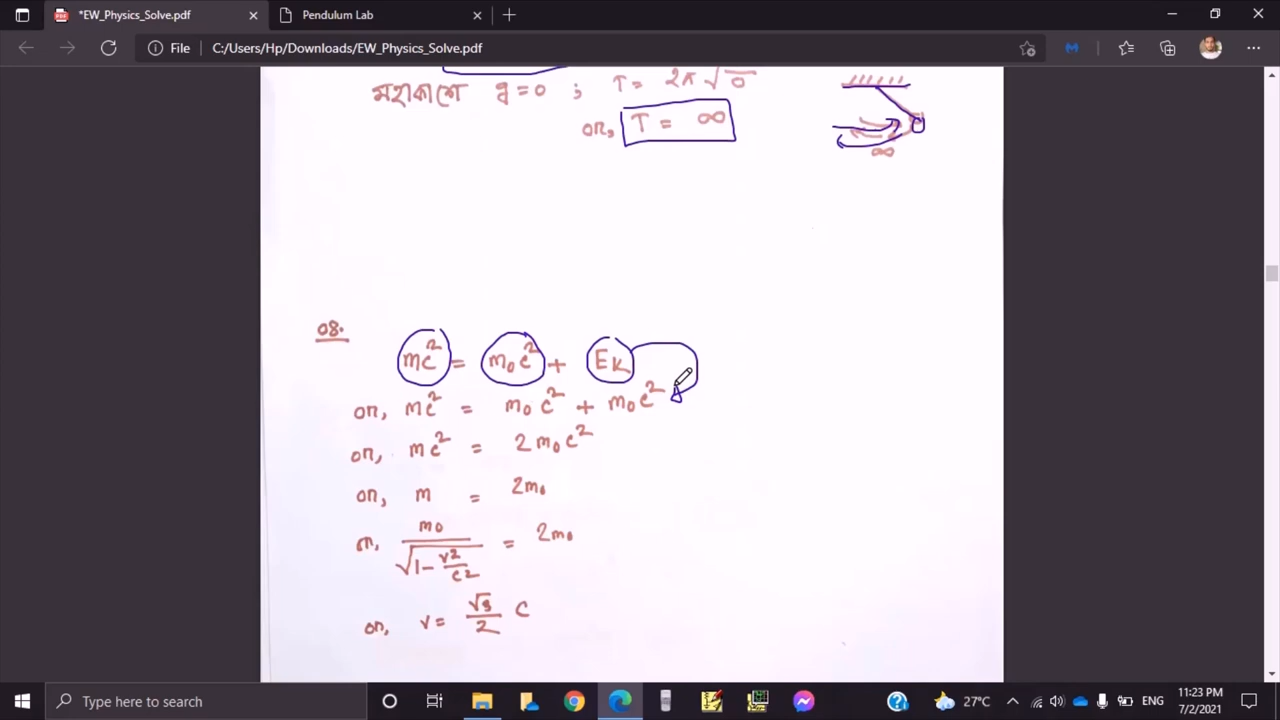 *EW_Physics_Solve.pdf
Pendulum Lab
File
C:/Users/Hp/Downloads/EW_Physics_Solve.pdf
মহাকাশে g = 0 ; T = 2π √0
or, T = ∞
∞
08.
mc² = m₀c² + Eₖ
or, mc² = m₀c² + m₀c²
or, mc² = 2m₀c²
or, m = 2m₀
or, m₀/√(1 - v²/c²) = 2m₀
or, v = √3/2 c
Type here to search
27°C
ENG
11:23 PM
7/2/2021